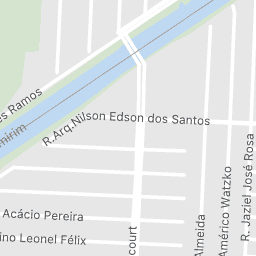 es Ramos
mirim
R. Arq. Nilson Edson dos Santos
R. Jaziel José Rosa
Américo Watzko
Almeida
court
Acácio Pereira
ino Leonel Félix